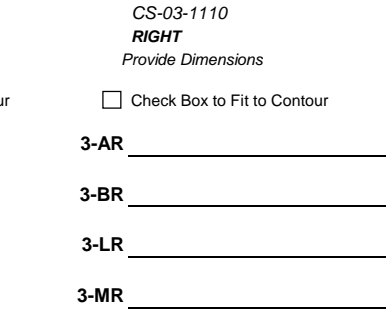 CS-03-1110
RIGHT
Provide Dimensions
ur
Check Box to Fit to Contour
3-AR
3-BR
3-LR
3-MR